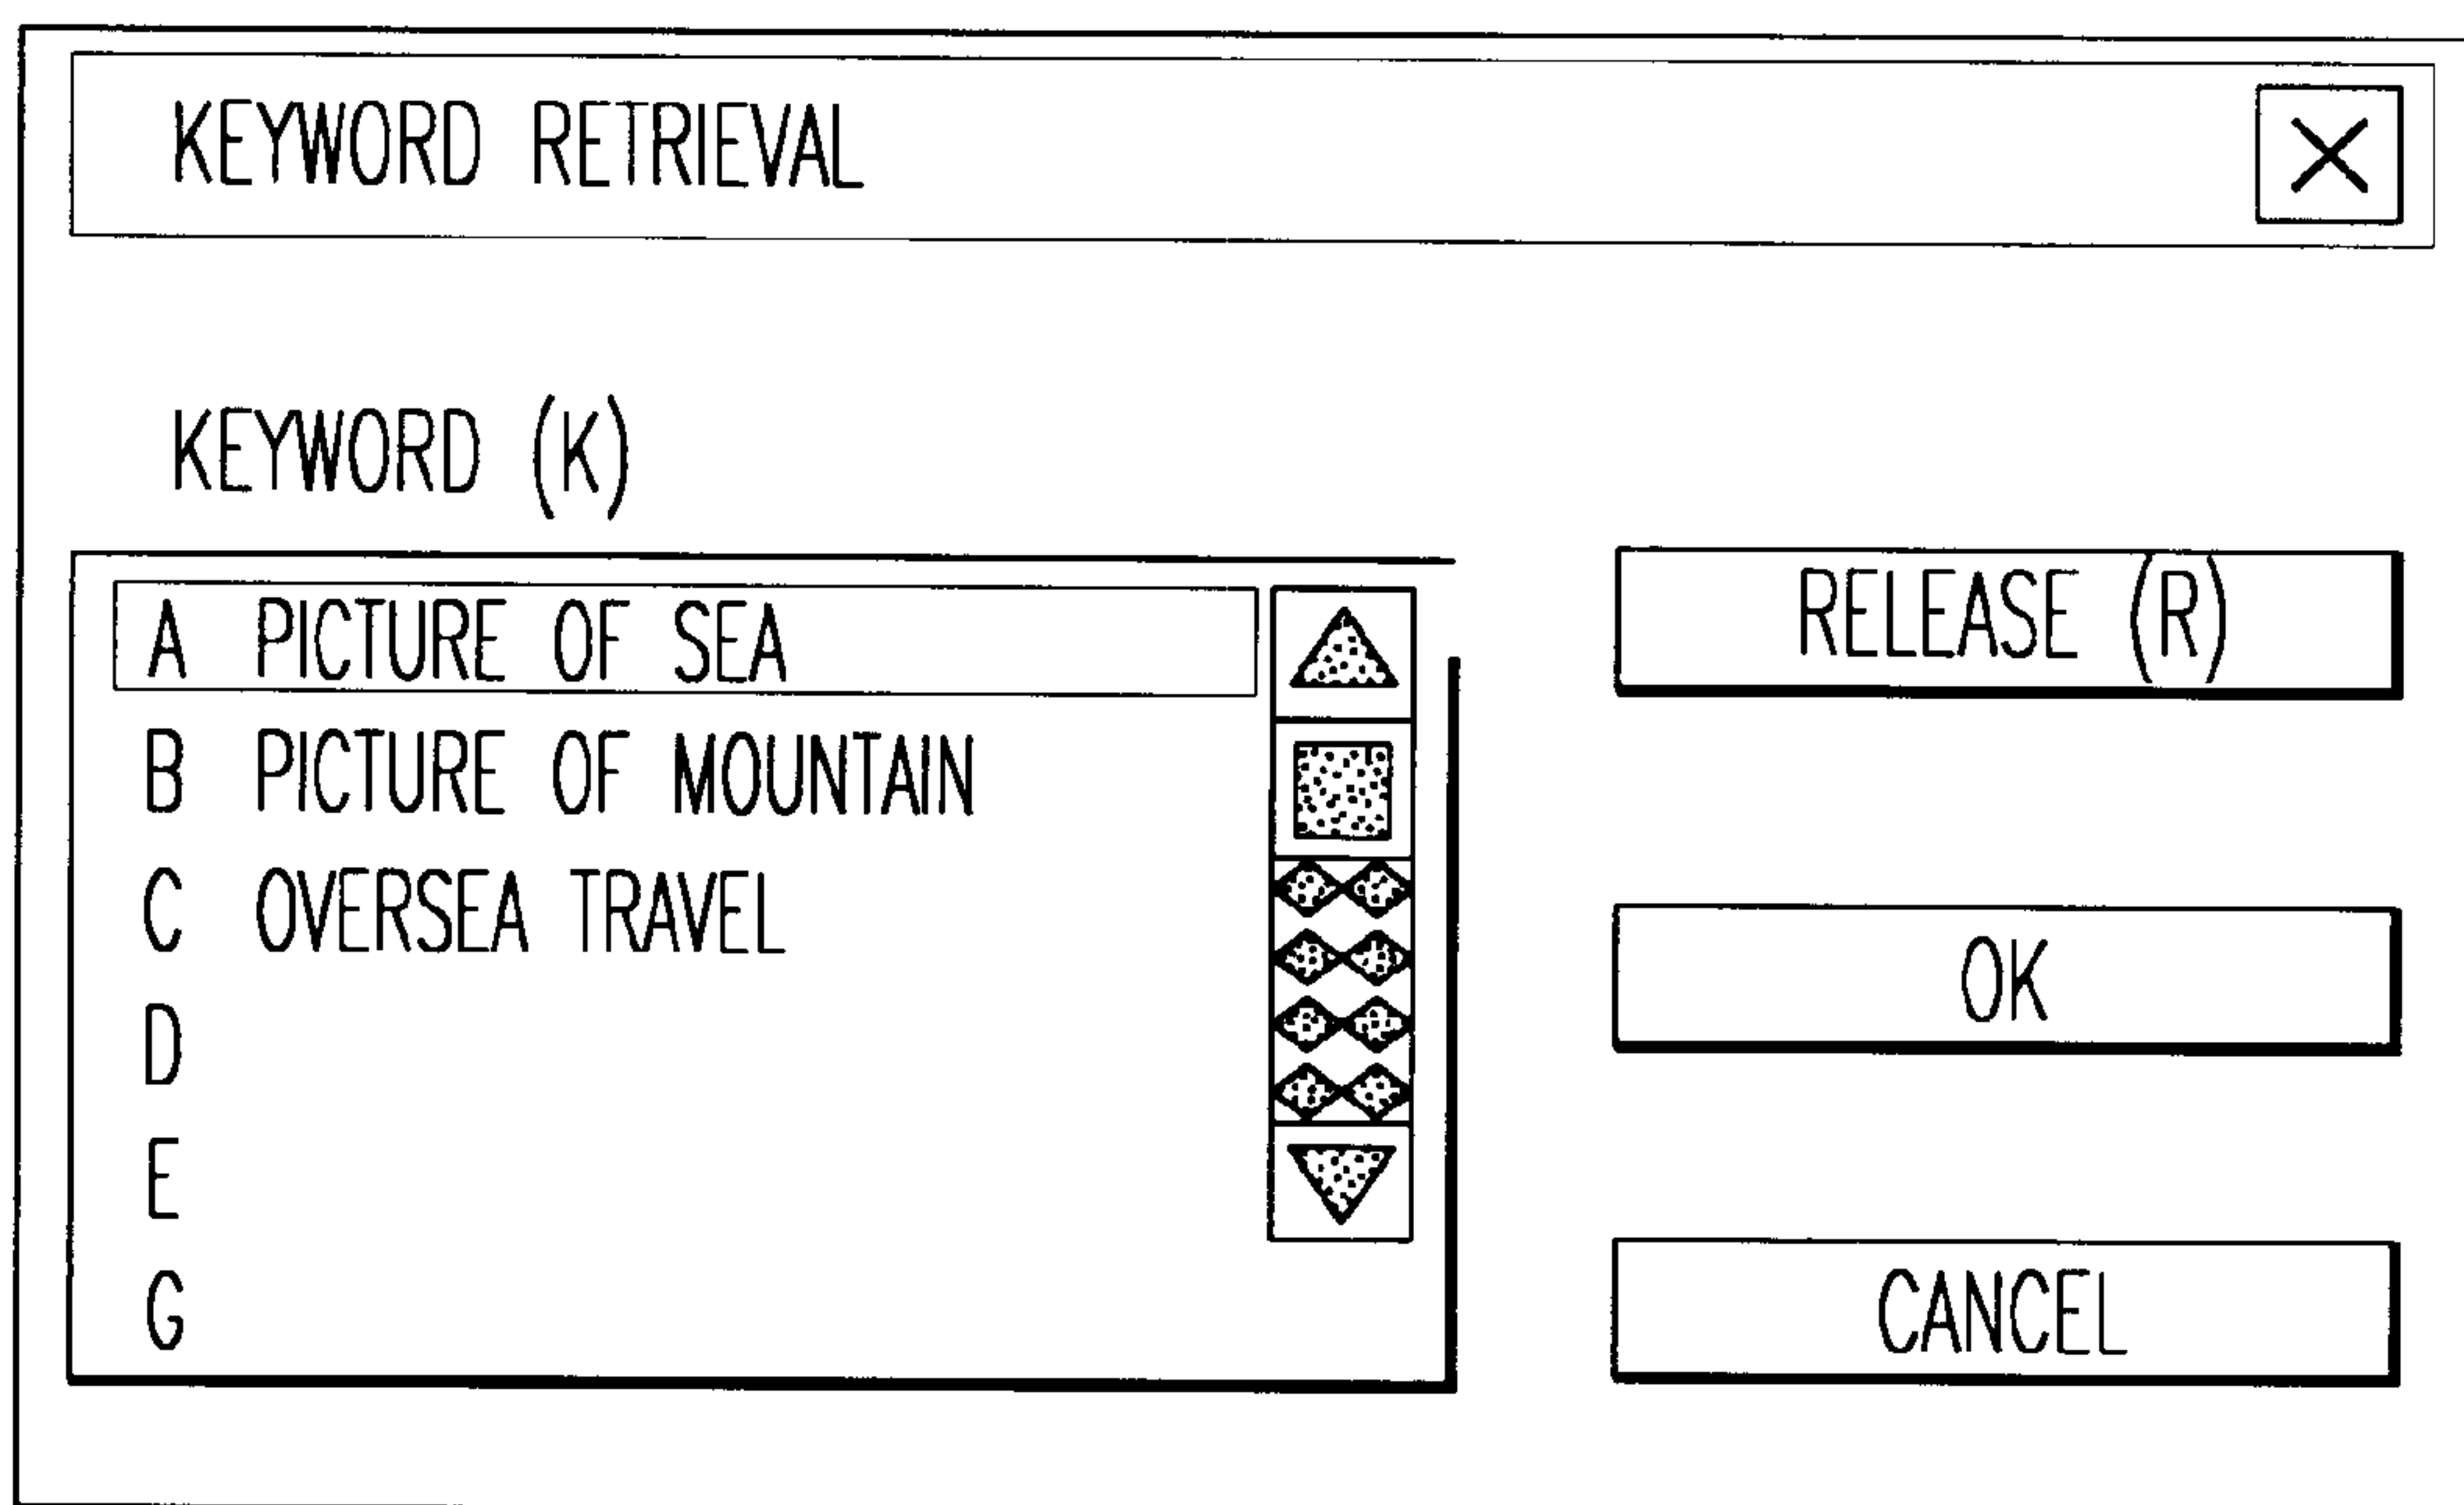 KEYWORD RETRIEVAL
KEYWORD (K)
A PICTURE OF SEA
B PICTURE OF MOUNTAIN
C OVERSEA TRAVEL
D
E
G
RELEASE (R)
OK
CANCEL